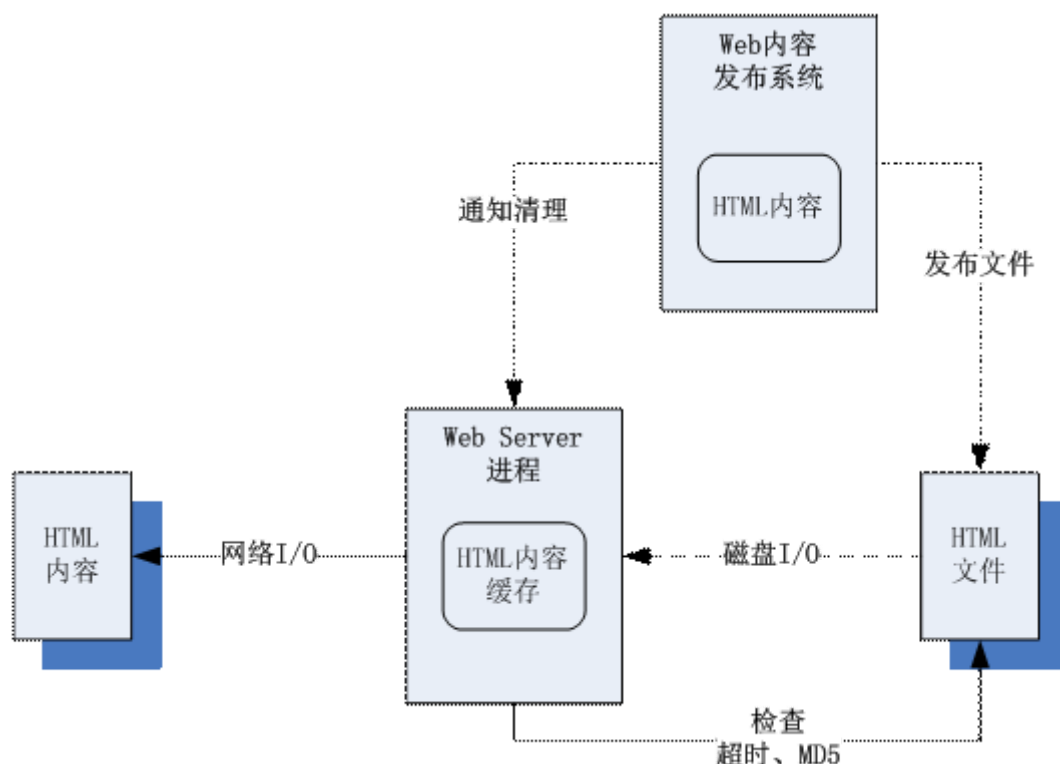 Web内容
发布系统
HTML内容
通知清理
发布文件
Web Server
进程
HTML内容
缓存
HTML
内容
网络I/O
磁盘I/O
HTML
文件
检查
超时、MD5